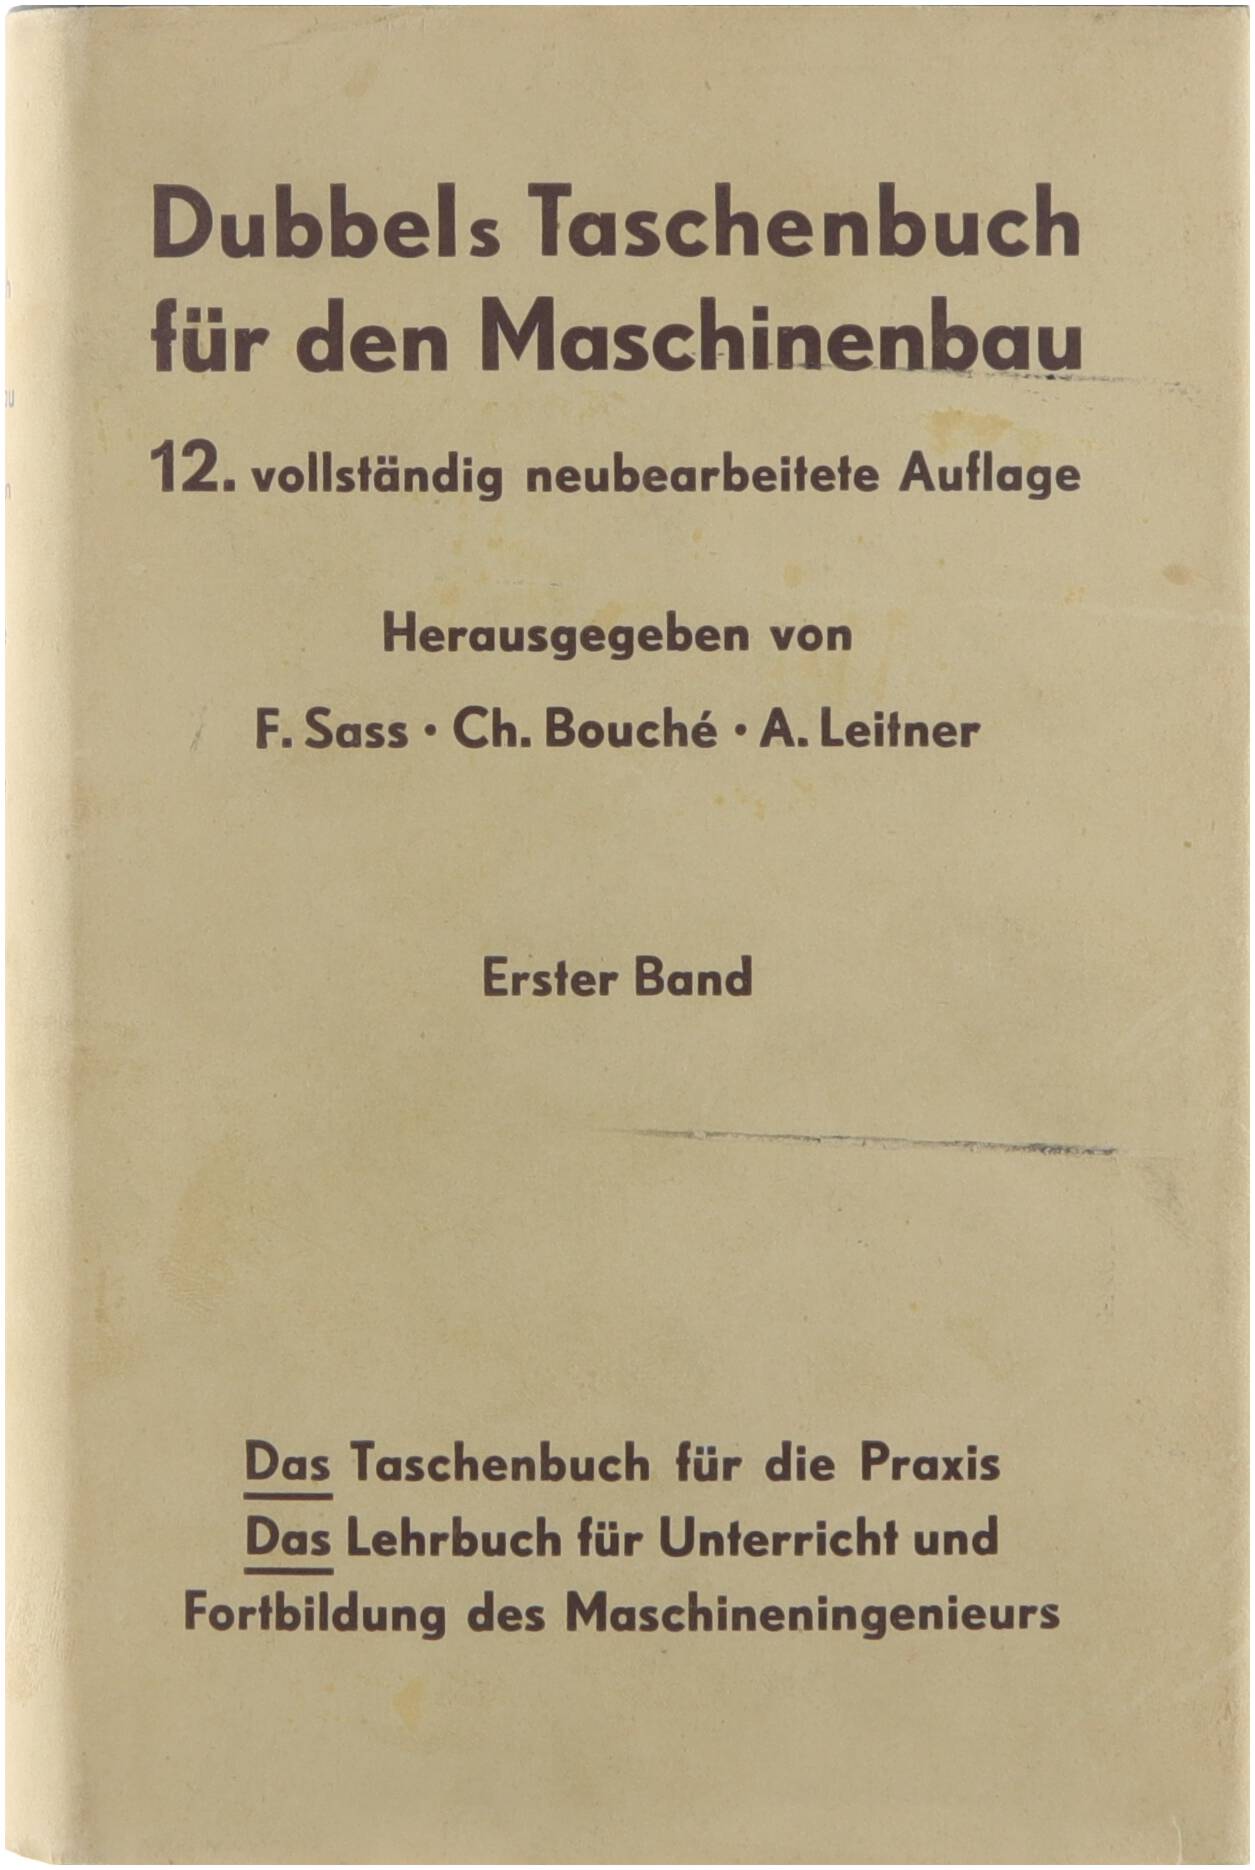 Dubbels Taschenbuch
für den Maschinenbau
12. vollständig neubearbeitete Auflage
Herausgegeben von
F. Sass · Ch. Bouché · A. Leitner
Erster Band
Das Taschenbuch für die Praxis
Das Lehrbuch für Unterricht und
Fortbildung des Maschineningenieurs